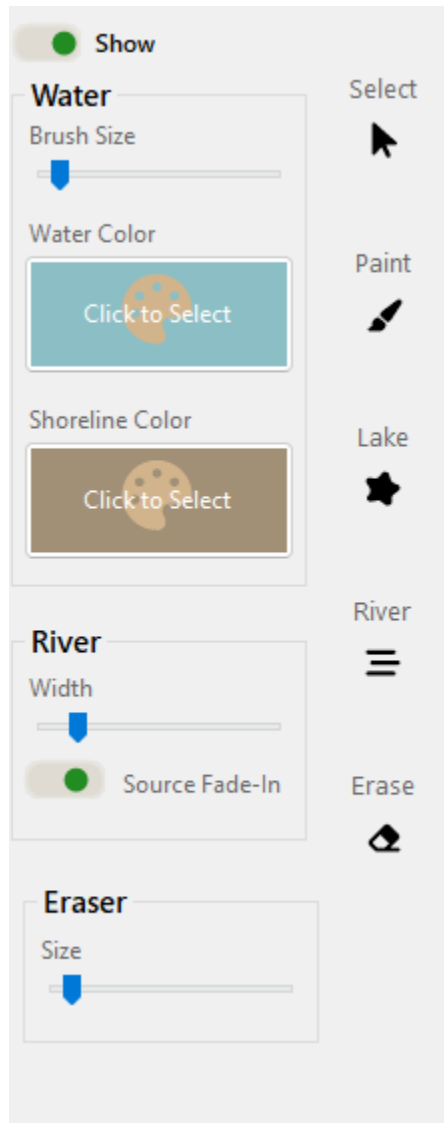 Show
Water
Brush Size
Water Color
Click to Select
Shoreline Color
Click to Select
River
Width
Source Fade-In
Eraser
Size
Select
Paint
Lake
River
Erase